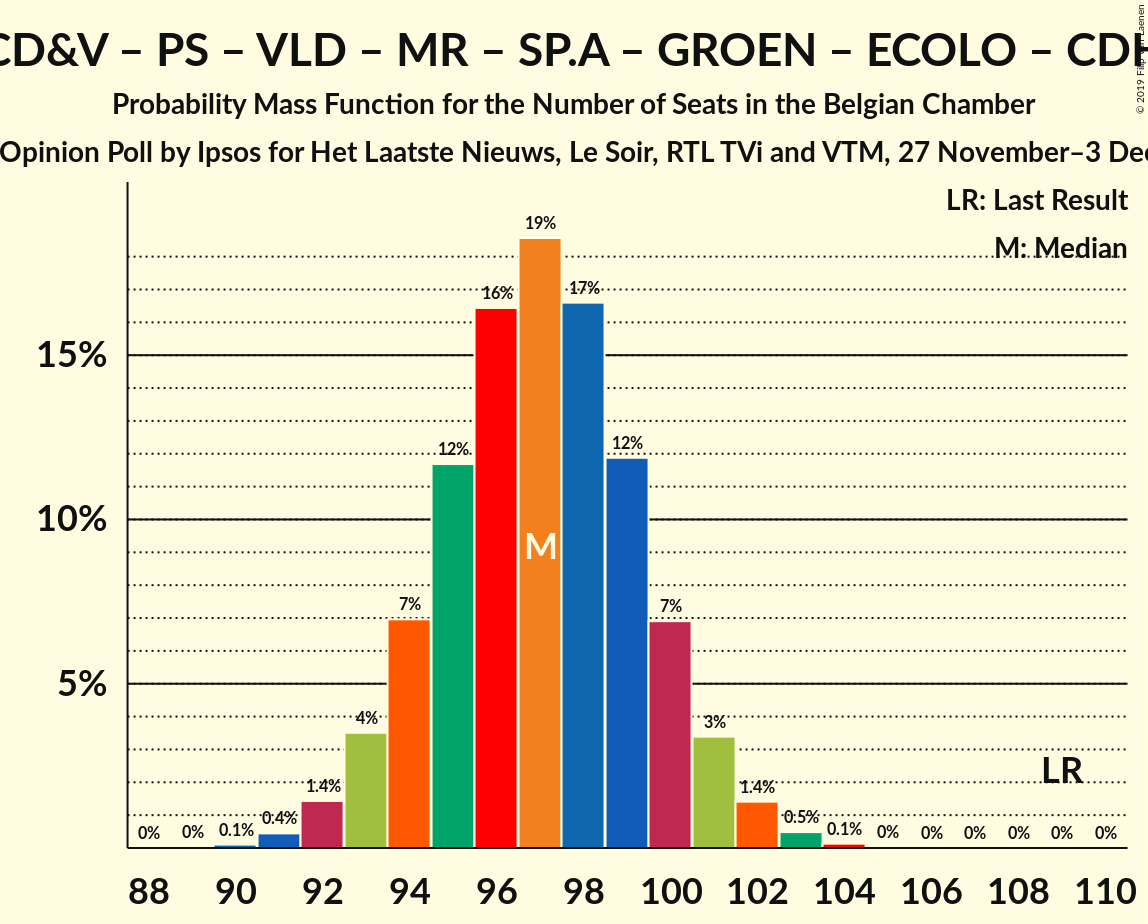 CD&V – PS – VLD – MR – SP.A – GROEN – ECOLO –
Probability Mass Function for the Number of Seats in the Belgian Chamber
Opinion Poll by Ipsos for Het Laatste Nieuws, Le Soir, RTL TVi and VTM, 27 November–3
© 2019 Filip van Laenen
LR: Last Result
M: Median
19%
17%
16%
15%
12%
12%
10%
M
7%
7%
5%
4%
3%
LR
1.4%
1.4%
0.4%
0.5%
0%
0%
0.1%
0.1%
0%
0%
0%
0%
0%
0%
88 90 92 94 96 98 100 102 104 106 108 110